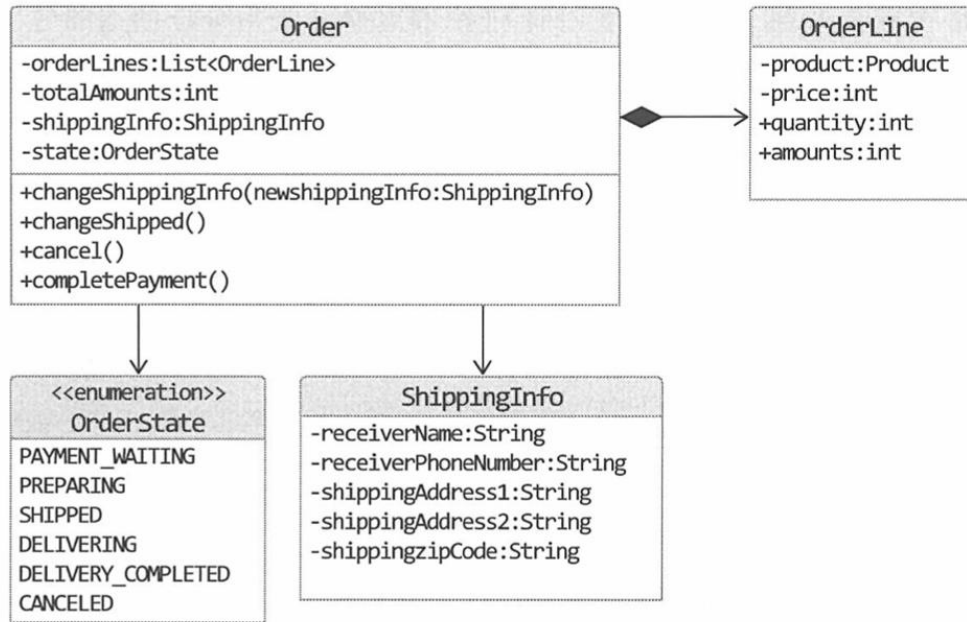 Order
-orderLines:List<OrderLine>
-totalAmounts:int
-shippingInfo:ShippingInfo
-state:OrderState
+changeShippingInfo(newshippingInfo:ShippingInfo)
+changeShipped()
+cancel()
+completePayment()
OrderLine
-product:Product
-price:int
+quantity:int
+amounts:int
<<enumeration>>
OrderState
PAYMENT_WAITING
PREPARING
SHIPPED
DELIVERING
DELIVERY_COMPLETED
CANCELED
ShippingInfo
-receiverName:String
-receiverPhoneNumber:String
-shippingAddress1:String
-shippingAddress2:String
-shippingzipCode:String